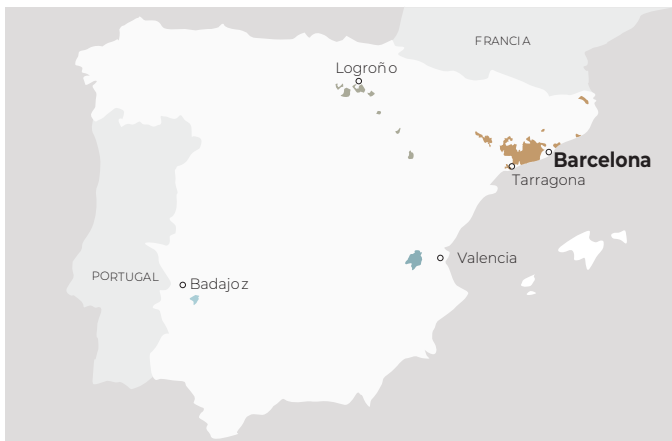 FRANCIA
Logroño
Barcelona
Tarragona
Valencia
PORTUGAL
Badajoz